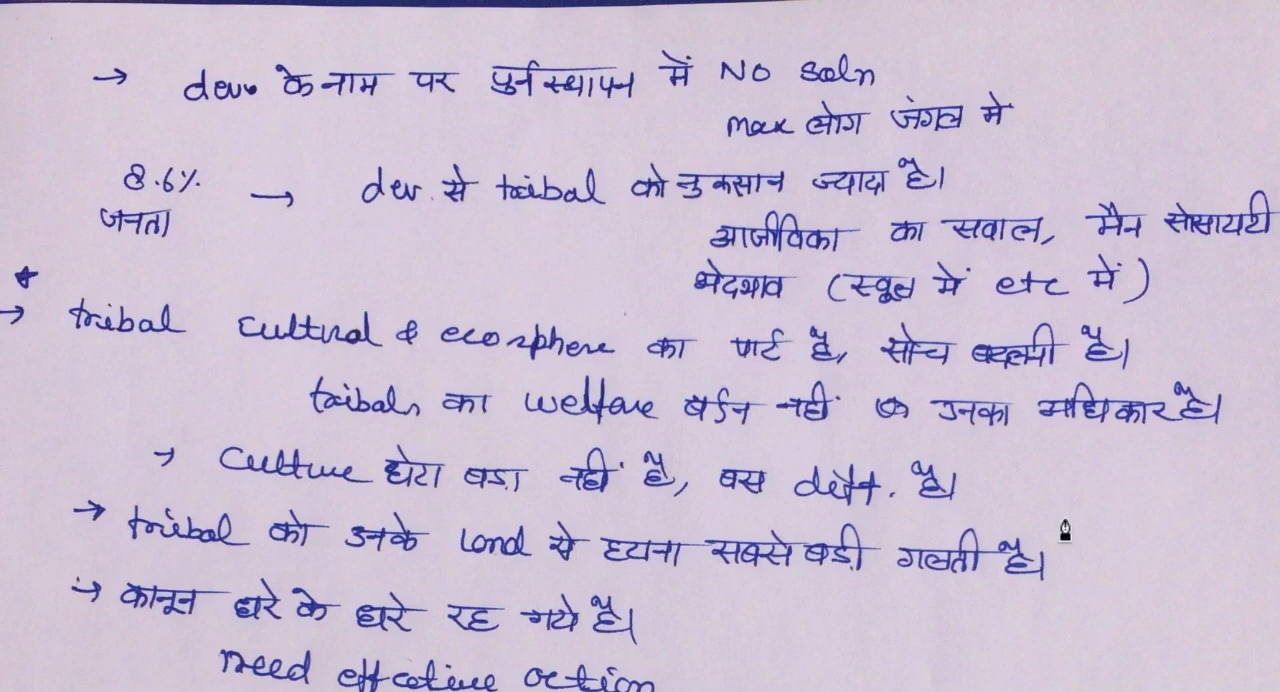 → dev. के नाम पर पुर्नस्थापन में No soln
max लोग जंगल मे
8.6% → dev. से tribal को नुकसान ज्यादा है।
जनता
आजीविका का सवाल, मैन सोसायटी
भेदभाव (स्कूल में etc में)
→ tribal cultural & ecosphere का पार्ट है, सोच बदलनी है।
tribals का welfare बर्डन नहीं उनका अधिकार है।
→ Culture छोटा बड़ा नहीं है, बस diff. है।
→ tribal को उनके land से हटाना सबसे बड़ी गलती है।
→ कानून धरे के धरे रह गये है।
need effective action